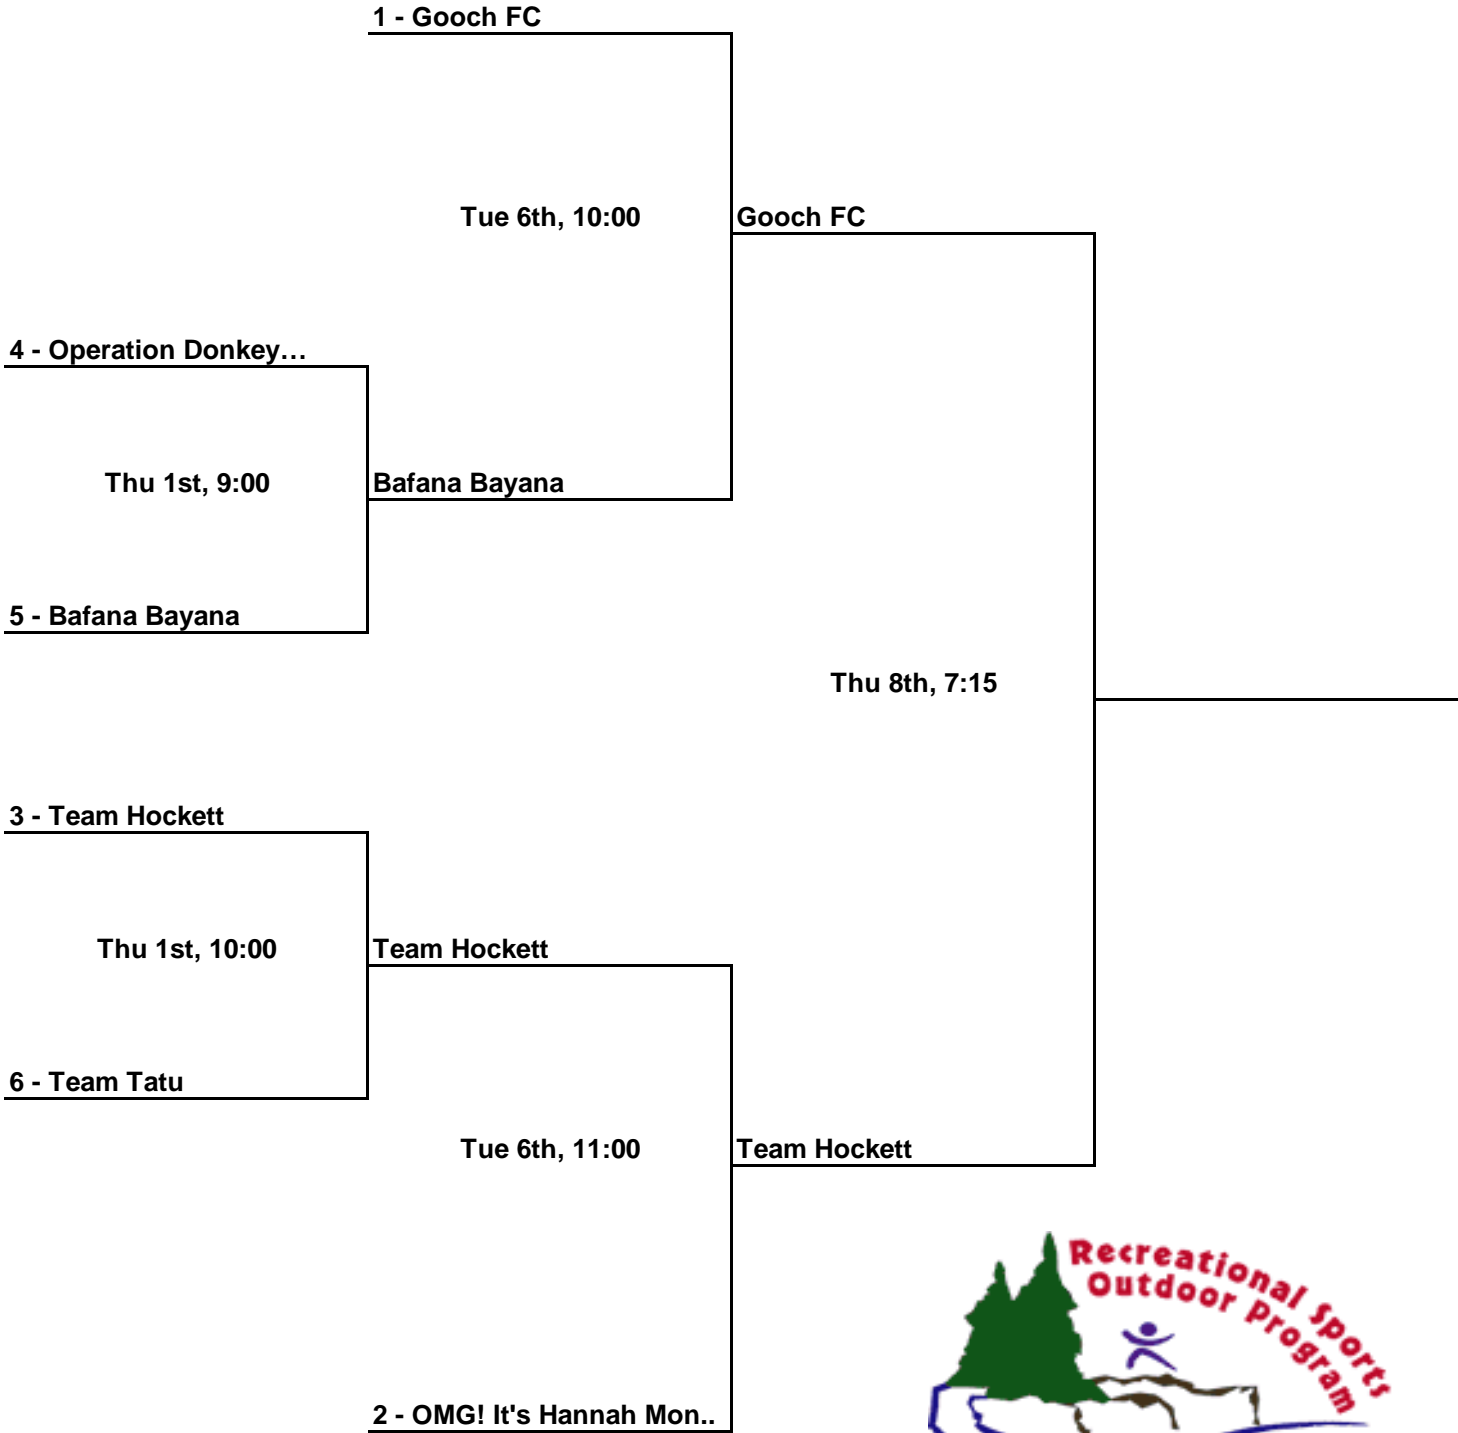 1 - Gooch FC
Tue 6th, 10:00
Gooch FC
4 - Operation Donkey…
Thu 1st, 9:00
Bafana Bayana
5 - Bafana Bayana
Thu 8th, 7:15
3 - Team Hockett
Thu 1st, 10:00
Team Hockett
6 - Team Tatu
Tue 6th, 11:00
Team Hockett
2 - OMG! It's Hannah Mon..
Recreational Sports
Outdoor Program